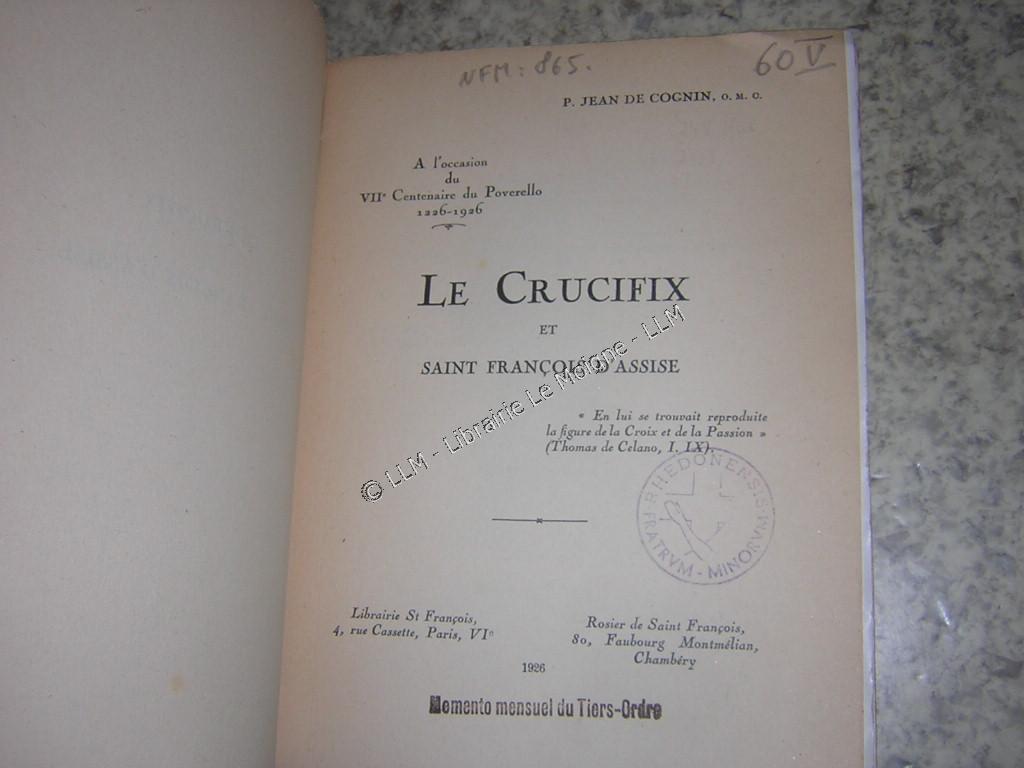 NFM: 865.
60 V
P. JEAN DE COGNIN, O. M. C.
A l'occasion
du
VIIe Centenaire du Poverello
1226-1926
LE CRUCIFIX
ET
SAINT FRANÇOIS D'ASSISE
« En lui se trouvait reproduite
la figure de la Croix et de la Passion »
(Thomas de Celano, I. IX).
RHEDONENSIS
FRATRVM - MINORVM
Librairie St François,
4, rue Cassette, Paris, VIe
Rosier de Saint François,
80, Faubourg Montmélian,
Chambéry
1926
Memento mensuel du Tiers-Ordre
© LLM - Librairie Le Moigne - LLM